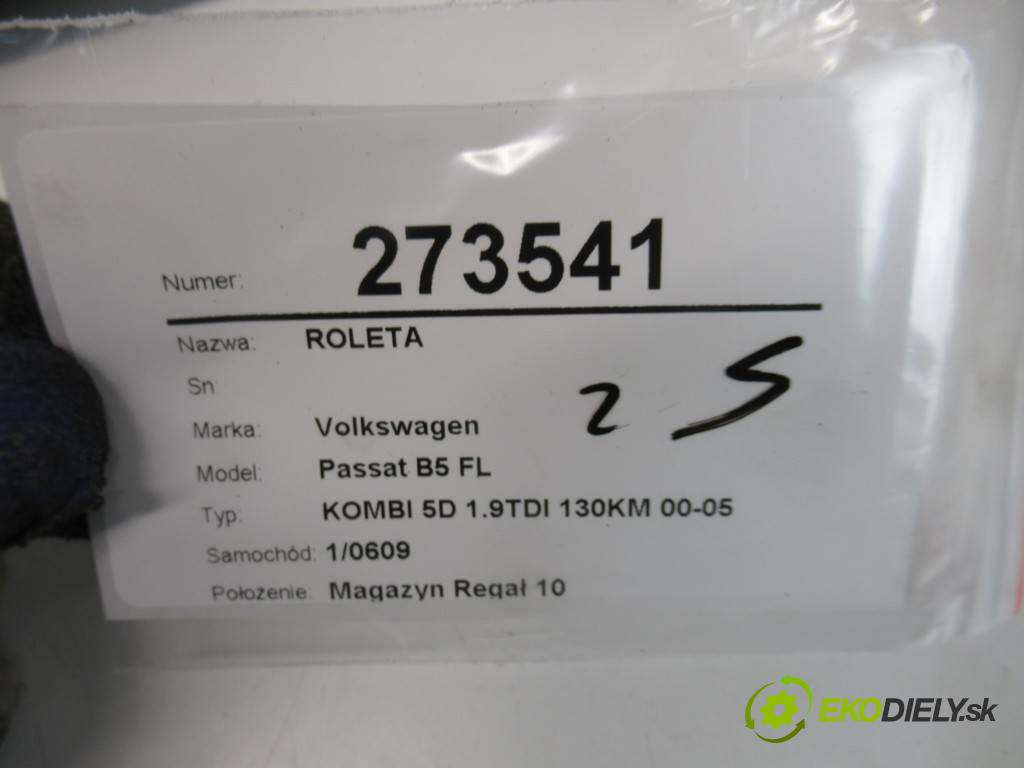 Numer: 273541
Nazwa: ROLETA
Sn:
2 S
Marka: Volkswagen
Model: Passat B5 FL
Typ: KOMBI 5D 1.9TDI 130KM 00-05
Samochód: 1/0609
Położenie: Magazyn Regał 10
EKODIELY.sk